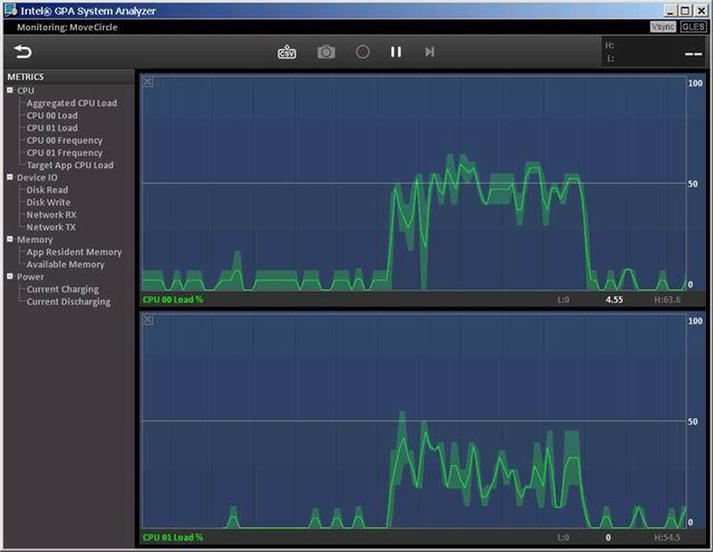 Intel® GPA System Analyzer
Monitoring: MoveCircle
Vsync GLES
CSV
H: --
L:
METRICS
CPU
Aggregated CPU Load
CPU 00 Load
CPU 01 Load
CPU 00 Frequency
CPU 01 Frequency
Target App CPU Load
Device IO
Disk Read
Disk Write
Network RX
Network TX
Memory
App Resident Memory
Available Memory
Power
Current Charging
Current Discharging
100
50
0
CPU 00 Load % L:0 4.55 H:63.6
100
50
0
CPU 01 Load % L:0 0 H:54.5